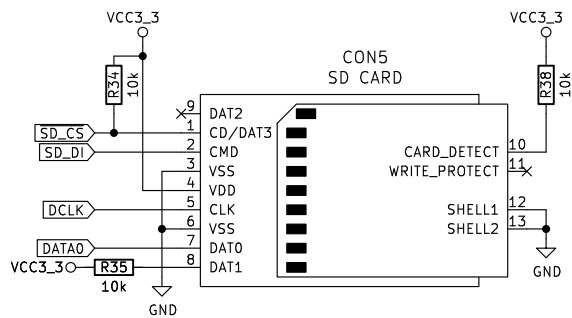 VCC3_3
VCC3_3
CON5
SD CARD
R34
10k
R38
10k
9 DAT2
SD_CS 1 CD/DAT3
SD_DI 2 CMD
CARD_DETECT 10
3 VSS
WRITE_PROTECT 11
4 VDD
DCLK 5 CLK
SHELL1 12
6 VSS
SHELL2 13
DATA0 7 DAT0
VCC3_3 R35 8 DAT1
10k
GND
GND